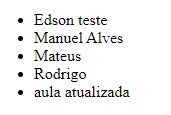 Edson teste
Manuel Alves
Mateus
Rodrigo
aula atualizada